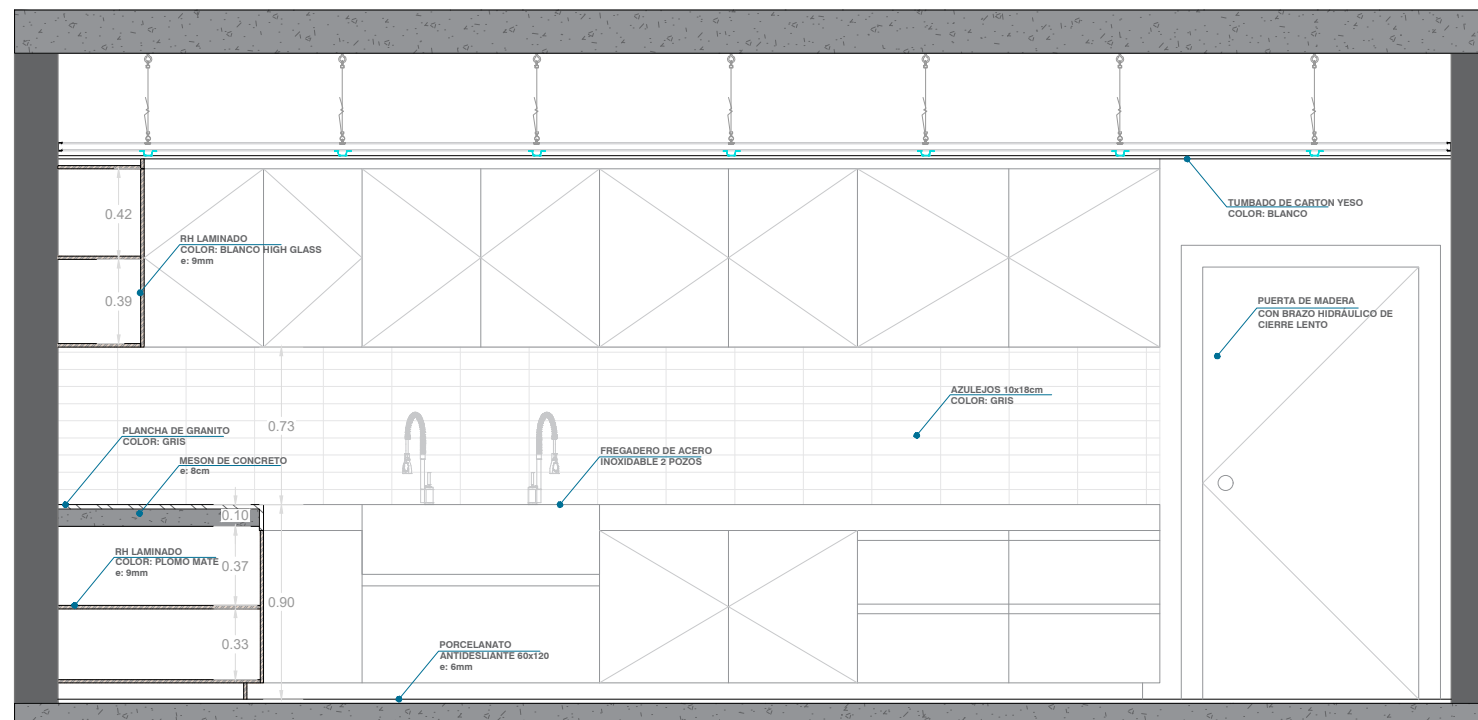 TUMBADO DE CARTON YESO
COLOR: BLANCO
0.42
RH LAMINADO
COLOR: BLANCO HIGH GLASS
e: 9mm
0.39
PUERTA DE MADERA
CON BRAZO HIDRÁULICO DE
CIERRE LENTO
AZULEJOS 10x18cm
COLOR: GRIS
0.73
PLANCHA DE GRANITO
COLOR: GRIS
MESON DE CONCRETO
e: 8cm
FREGADERO DE ACERO
INOXIDABLE 2 POZOS
0.10
RH LAMINADO
COLOR: PLOMO MATE
e: 9mm
0.37
0.90
0.33
PORCELANATO
ANTIDESLIANTE 60x120
e: 6mm